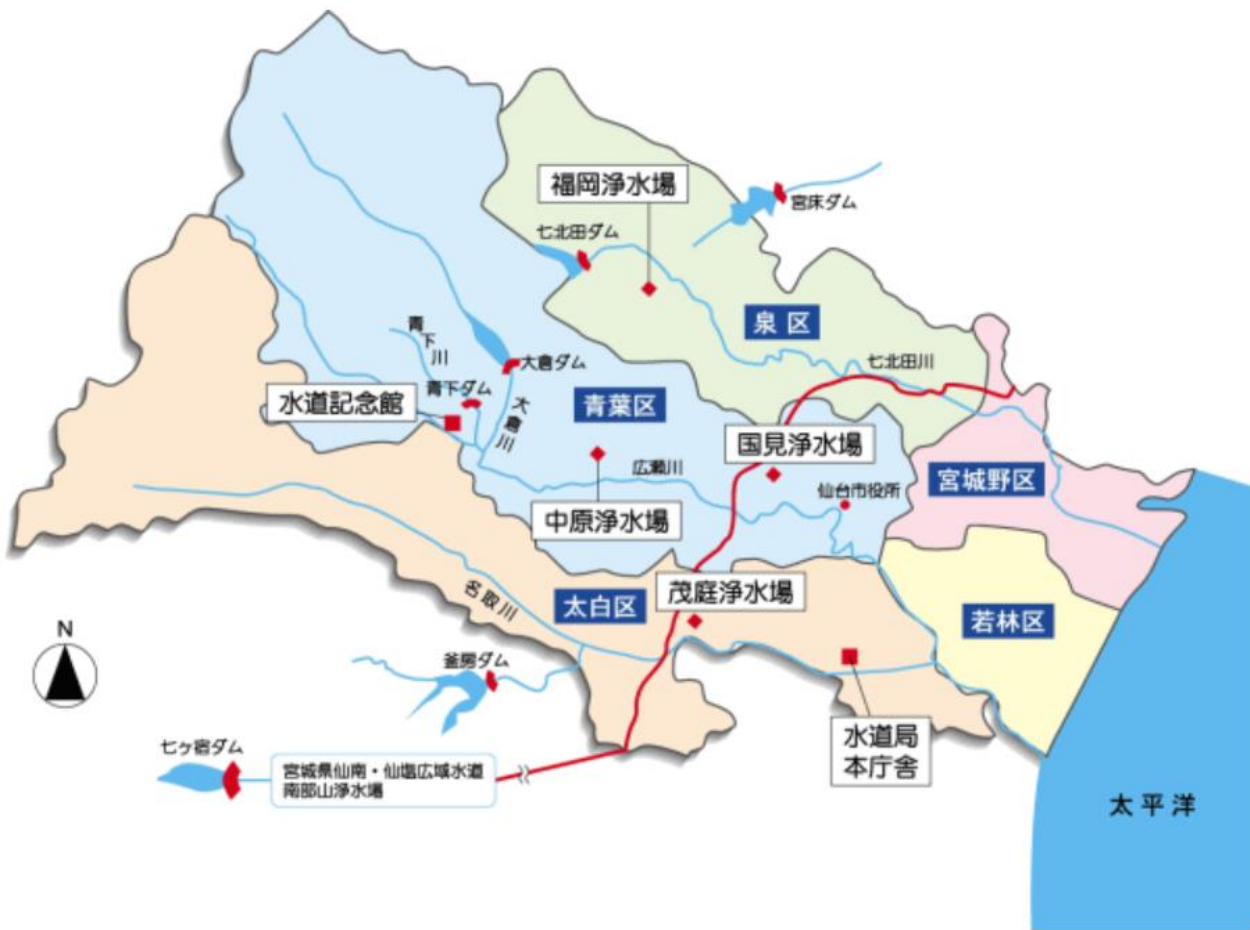 福岡浄水場
宮床ダム
七北田ダム
泉区
青下川
七北田川
大倉ダム
青下ダム
水道記念館
大倉川
青葉区
国見浄水場
広瀬川
宮城野区
仙台市役所
中原浄水場
名取川
太白区
茂庭浄水場
若林区
N
釜房ダム
水道局
本庁舎
七ヶ宿ダム
宮城県仙南・仙塩広域水道
南部山浄水場
太平洋